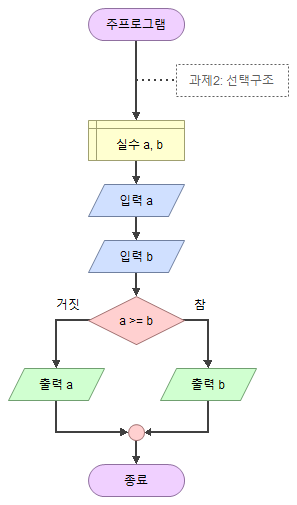 주프로그램
과제2: 선택구조
실수 a, b
입력 a
입력 b
거짓
참
a >= b
출력 a
출력 b
종료